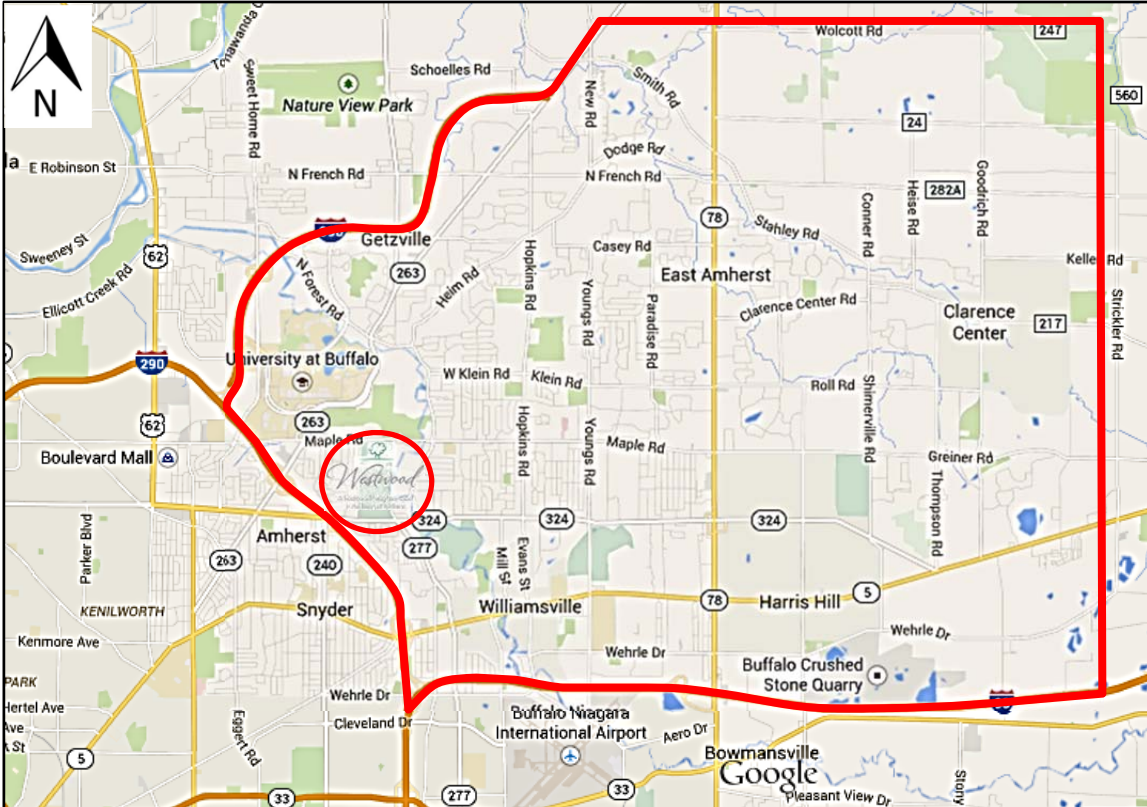 N
Tonawanda C
Schoelles Rd
Wolcott Rd
247
Nature View Park
Sweet Home Rd
New Rd
Smith Rd
560
24
la
E Robinson St
N French Rd
Dodge Rd
N French Rd
282A
Goodrich Rd
Heise Rd
Conner Rd
78
Stahley Rd
Sweeney St
62
Getzville
263
Casey Rd
East Amherst
Keller Rd
Ellicott Creek Rd
N Forest Rd
Heim Rd
Hopkins Rd
Youngs Rd
Paradise Rd
Clarence Center Rd
Clarence
Center
217
Strickler Rd
290
University at Buffalo
W Klein Rd
Klein Rd
Roll Rd
Shimerville Rd
62
263
Maple Rd
Hopkins Rd
Youngs Rd
Maple Rd
Boulevard Mall
Westwood
Greiner Rd
Thompson Rd
324
324
324
Amherst
277
263
240
Parker Blvd
Mill St
Evans St
KENILWORTH
Snyder
Williamsville
78
Harris Hill
5
Kenmore Ave
Wehrle Dr
Wehrle Dr
PARK
Buffalo Crushed
Stone Quarry
Hertel Ave
Wehrle Dr
Ave
Cleveland Dr
Buffalo Niagara
International Airport
Aero Dr
Eggert Rd
5
Bowmansville
Google
33
277
33
Pleasant View Dr